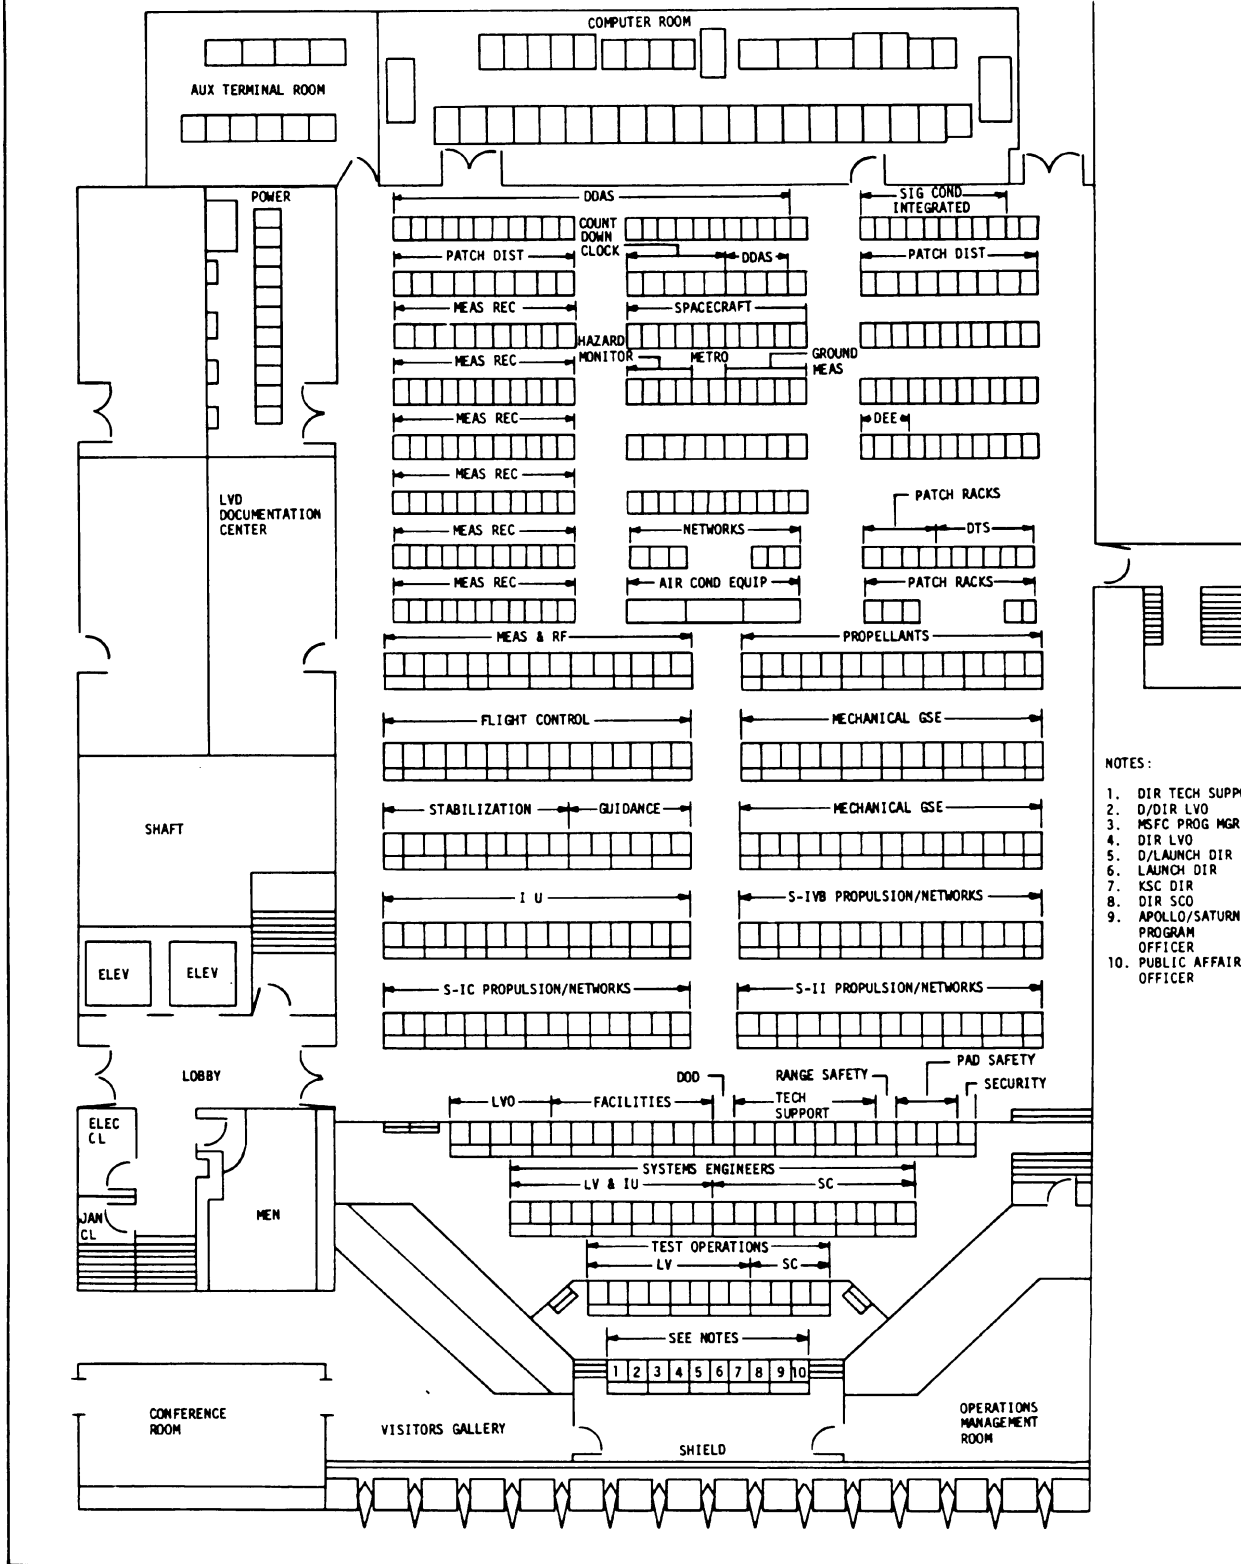 COMPUTER ROOM
AUX TERMINAL ROOM
POWER
DDAS
SIG COND
INTEGRATED
COUNT
DOWN
CLOCK
PATCH DIST
DDAS
PATCH DIST
MEAS REC
SPACECRAFT
HAZARD
MONITOR
METRO
GROUND
MEAS
MEAS REC
MEAS REC
DEE
MEAS REC
PATCH RACKS
LVD
DOCUMENTATION
CENTER
MEAS REC
NETWORKS
DTS
MEAS REC
AIR COND EQUIP
PATCH RACKS
MEAS & RF
PROPELLANTS
FLIGHT CONTROL
MECHANICAL GSE
STABILIZATION
GUIDANCE
MECHANICAL GSE
SHAFT
I U
S-IVB PROPULSION/NETWORKS
ELEV
ELEV
S-IC PROPULSION/NETWORKS
S-II PROPULSION/NETWORKS
NOTES:
1. DIR TECH SUPP
2. D/DIR LVO
3. MSFC PROG MGR
4. DIR LVO
5. D/LAUNCH DIR
6. LAUNCH DIR
7. KSC DIR
8. DIR SCO
9. APOLLO/SATURN
PROGRAM
OFFICER
10. PUBLIC AFFAIR
OFFICER
LOBBY
DOD
RANGE SAFETY
PAD SAFETY
SECURITY
LVO
FACILITIES
TECH
SUPPORT
ELEC
CL
SYSTEMS ENGINEERS
LV & IU
SC
JAN
CL
MEN
TEST OPERATIONS
LV
SC
SEE NOTES
1 2 3 4 5 6 7 8 9 10
CONFERENCE
ROOM
VISITORS GALLERY
SHIELD
OPERATIONS
MANAGEMENT
ROOM